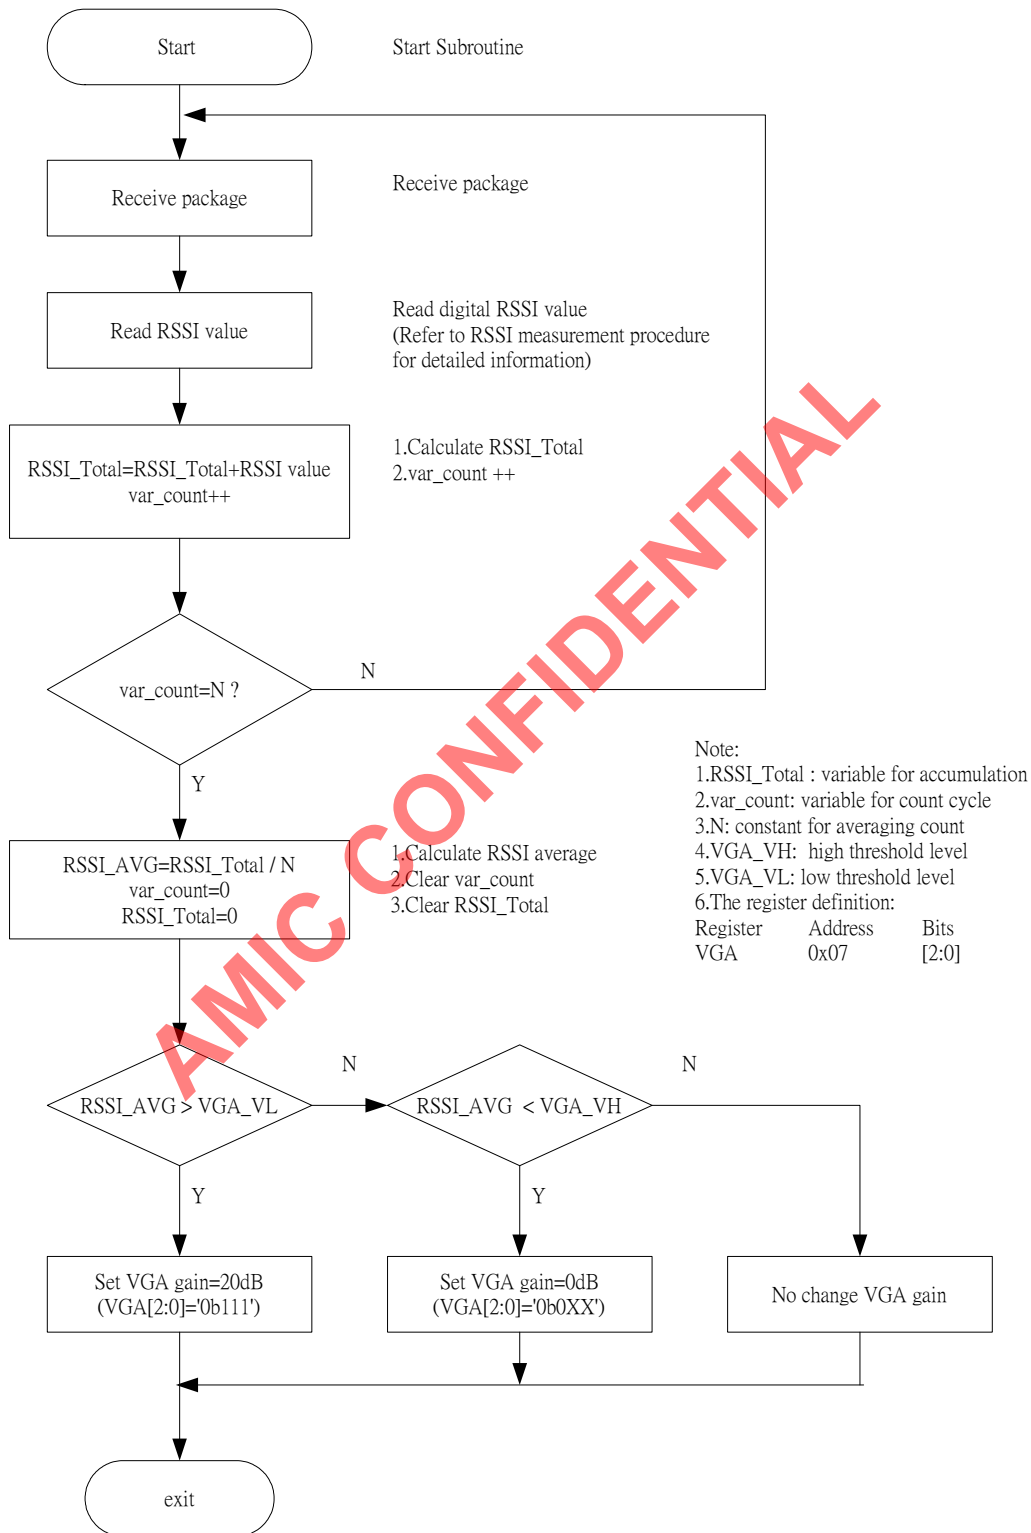 Start
Start Subroutine
Receive package
Receive package
Read RSSI value
Read digital RSSI value
(Refer to RSSI measurement procedure
for detailed information)
RSSI_Total=RSSI_Total+RSSI value
var_count++
1.Calculate RSSI_Total
2.var_count ++
var_count=N ?
N
Y
Note:
1.RSSI_Total : variable for accumulation
2.var_count: variable for count cycle
3.N: constant for averaging count
4.VGA_VH:  high threshold level
5.VGA_VL: low threshold level
6.The register definition:
Register Address Bits
VGA 0x07 [2:0]
RSSI_AVG=RSSI_Total / N
var_count=0
RSSI_Total=0
1.Calculate RSSI average
2.Clear var_count
3.Clear RSSI_Total
RSSI_AVG > VGA_VL
N
RSSI_AVG  < VGA_VH
N
Y
Y
Set VGA gain=20dB
(VGA[2:0]='0b111')
Set VGA gain=0dB
(VGA[2:0]='0b0XX')
No change VGA gain
exit
AMIC CONFIDENTIAL